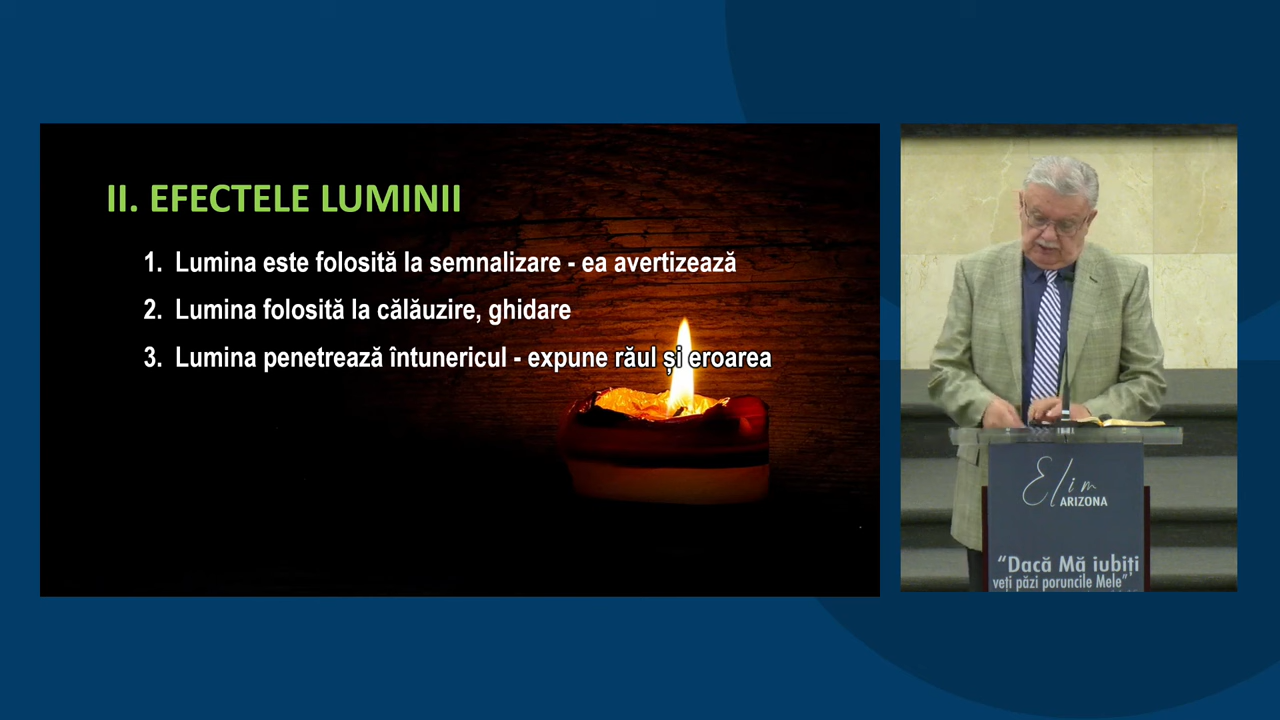 II. EFECTELE LUMINII
1. Lumina este folosită la semnalizare - ea avertizează
2. Lumina folosită la călăuzire, ghidare
3. Lumina penetrează întunericul - expune răul și eroarea
Elim
ARIZONA
“Dacă Mă iubiți
veți păzi poruncile Mele”